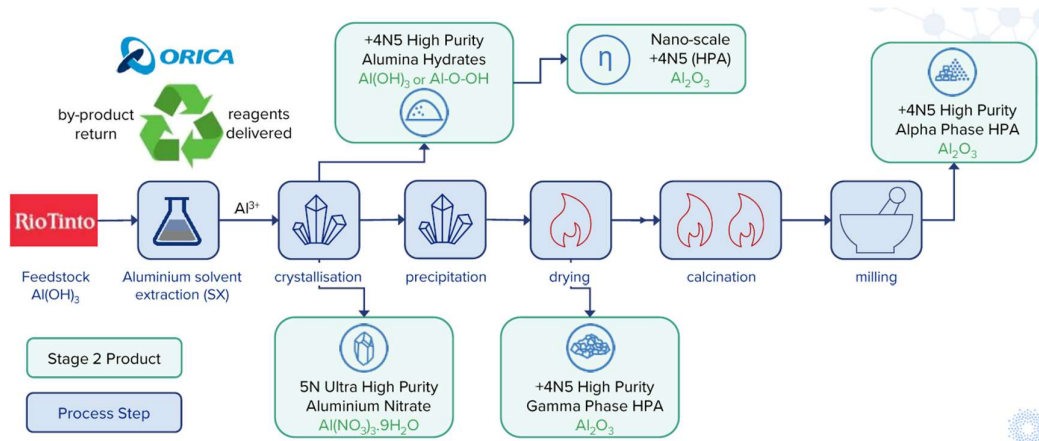 ORICA
by-product
return
reagents
delivered
+4N5 High Purity
Alumina Hydrates
Al(OH)₃ or Al-O-OH
η
Nano-scale
+4N5 (HPA)
Al₂O₃
+4N5 High Purity
Alpha Phase HPA
Al₂O₃
RioTinto
Al³⁺
Feedstock
Al(OH)₃
Aluminium solvent
extraction (SX)
crystallisation
precipitation
drying
calcination
milling
Stage 2 Product
Process Step
5N Ultra High Purity
Aluminium Nitrate
Al(NO₃)₃.9H₂O
+4N5 High Purity
Gamma Phase HPA
Al₂O₃